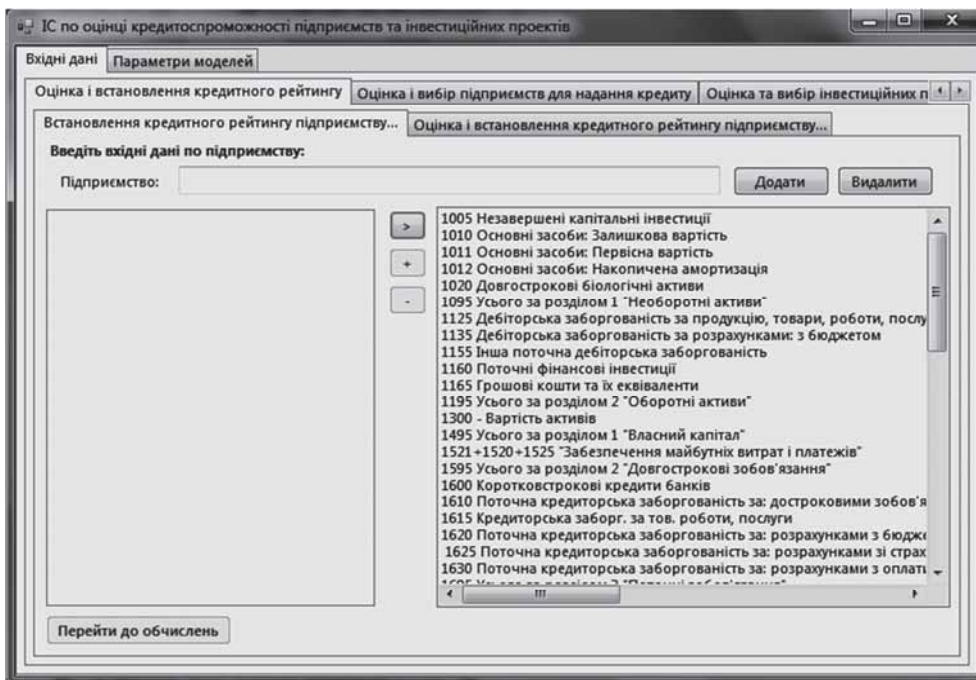 ІС по оцінці кредитоспроможності підприємств та інвестиційних проектів
Вхідні дані Параметри моделей
Оцінка і встановлення кредитного рейтингу Оцінка і вибір підприємств для надання кредиту Оцінка та вибір інвестиційних п
Встановлення кредитного рейтингу підприємству... Оцінка і встановлення кредитного рейтингу підприємству...
Введіть вхідні дані по підприємству:
Підприємство: Додати Видалити
>
+
-
1005 Незавершені капітальні інвестиції
1010 Основні засоби: Залишкова вартість
1011 Основні засоби: Первісна вартість
1012 Основні засоби: Накопичена амортизація
1020 Довгострокові біологічні активи
1095 Усього за розділом 1 "Необоротні активи"
1125 Дебіторська заборгованість за продукцію, товари, роботи, послу
1135 Дебіторська заборгованість за розрахунками: з бюджетом
1155 Інша поточна дебіторська заборгованість
1160 Поточні фінансові інвестиції
1165 Грошові кошти та їх еквіваленти
1195 Усього за розділом 2 "Оборотні активи"
1300 - Вартість активів
1495 Усього за розділом 1 "Власний капітал"
1521+1520+1525 "Забезпечення майбутніх витрат і платежів"
1595 Усього за розділом 2 "Довгострокові зобов'язання"
1600 Коротковстрокові кредити банків
1610 Поточна кредиторська заборгованість за: достроковими зобов'я
1615 Кредиторська заборг. за тов. роботи, послуги
1620 Поточна кредиторська заборгованість за: розрахунками з бюдже
1625 Поточна кредиторська заборгованість за: розрахунками зі страх
1630 Поточна кредиторська заборгованість за: розрахунками з оплати
Перейти до обчислень